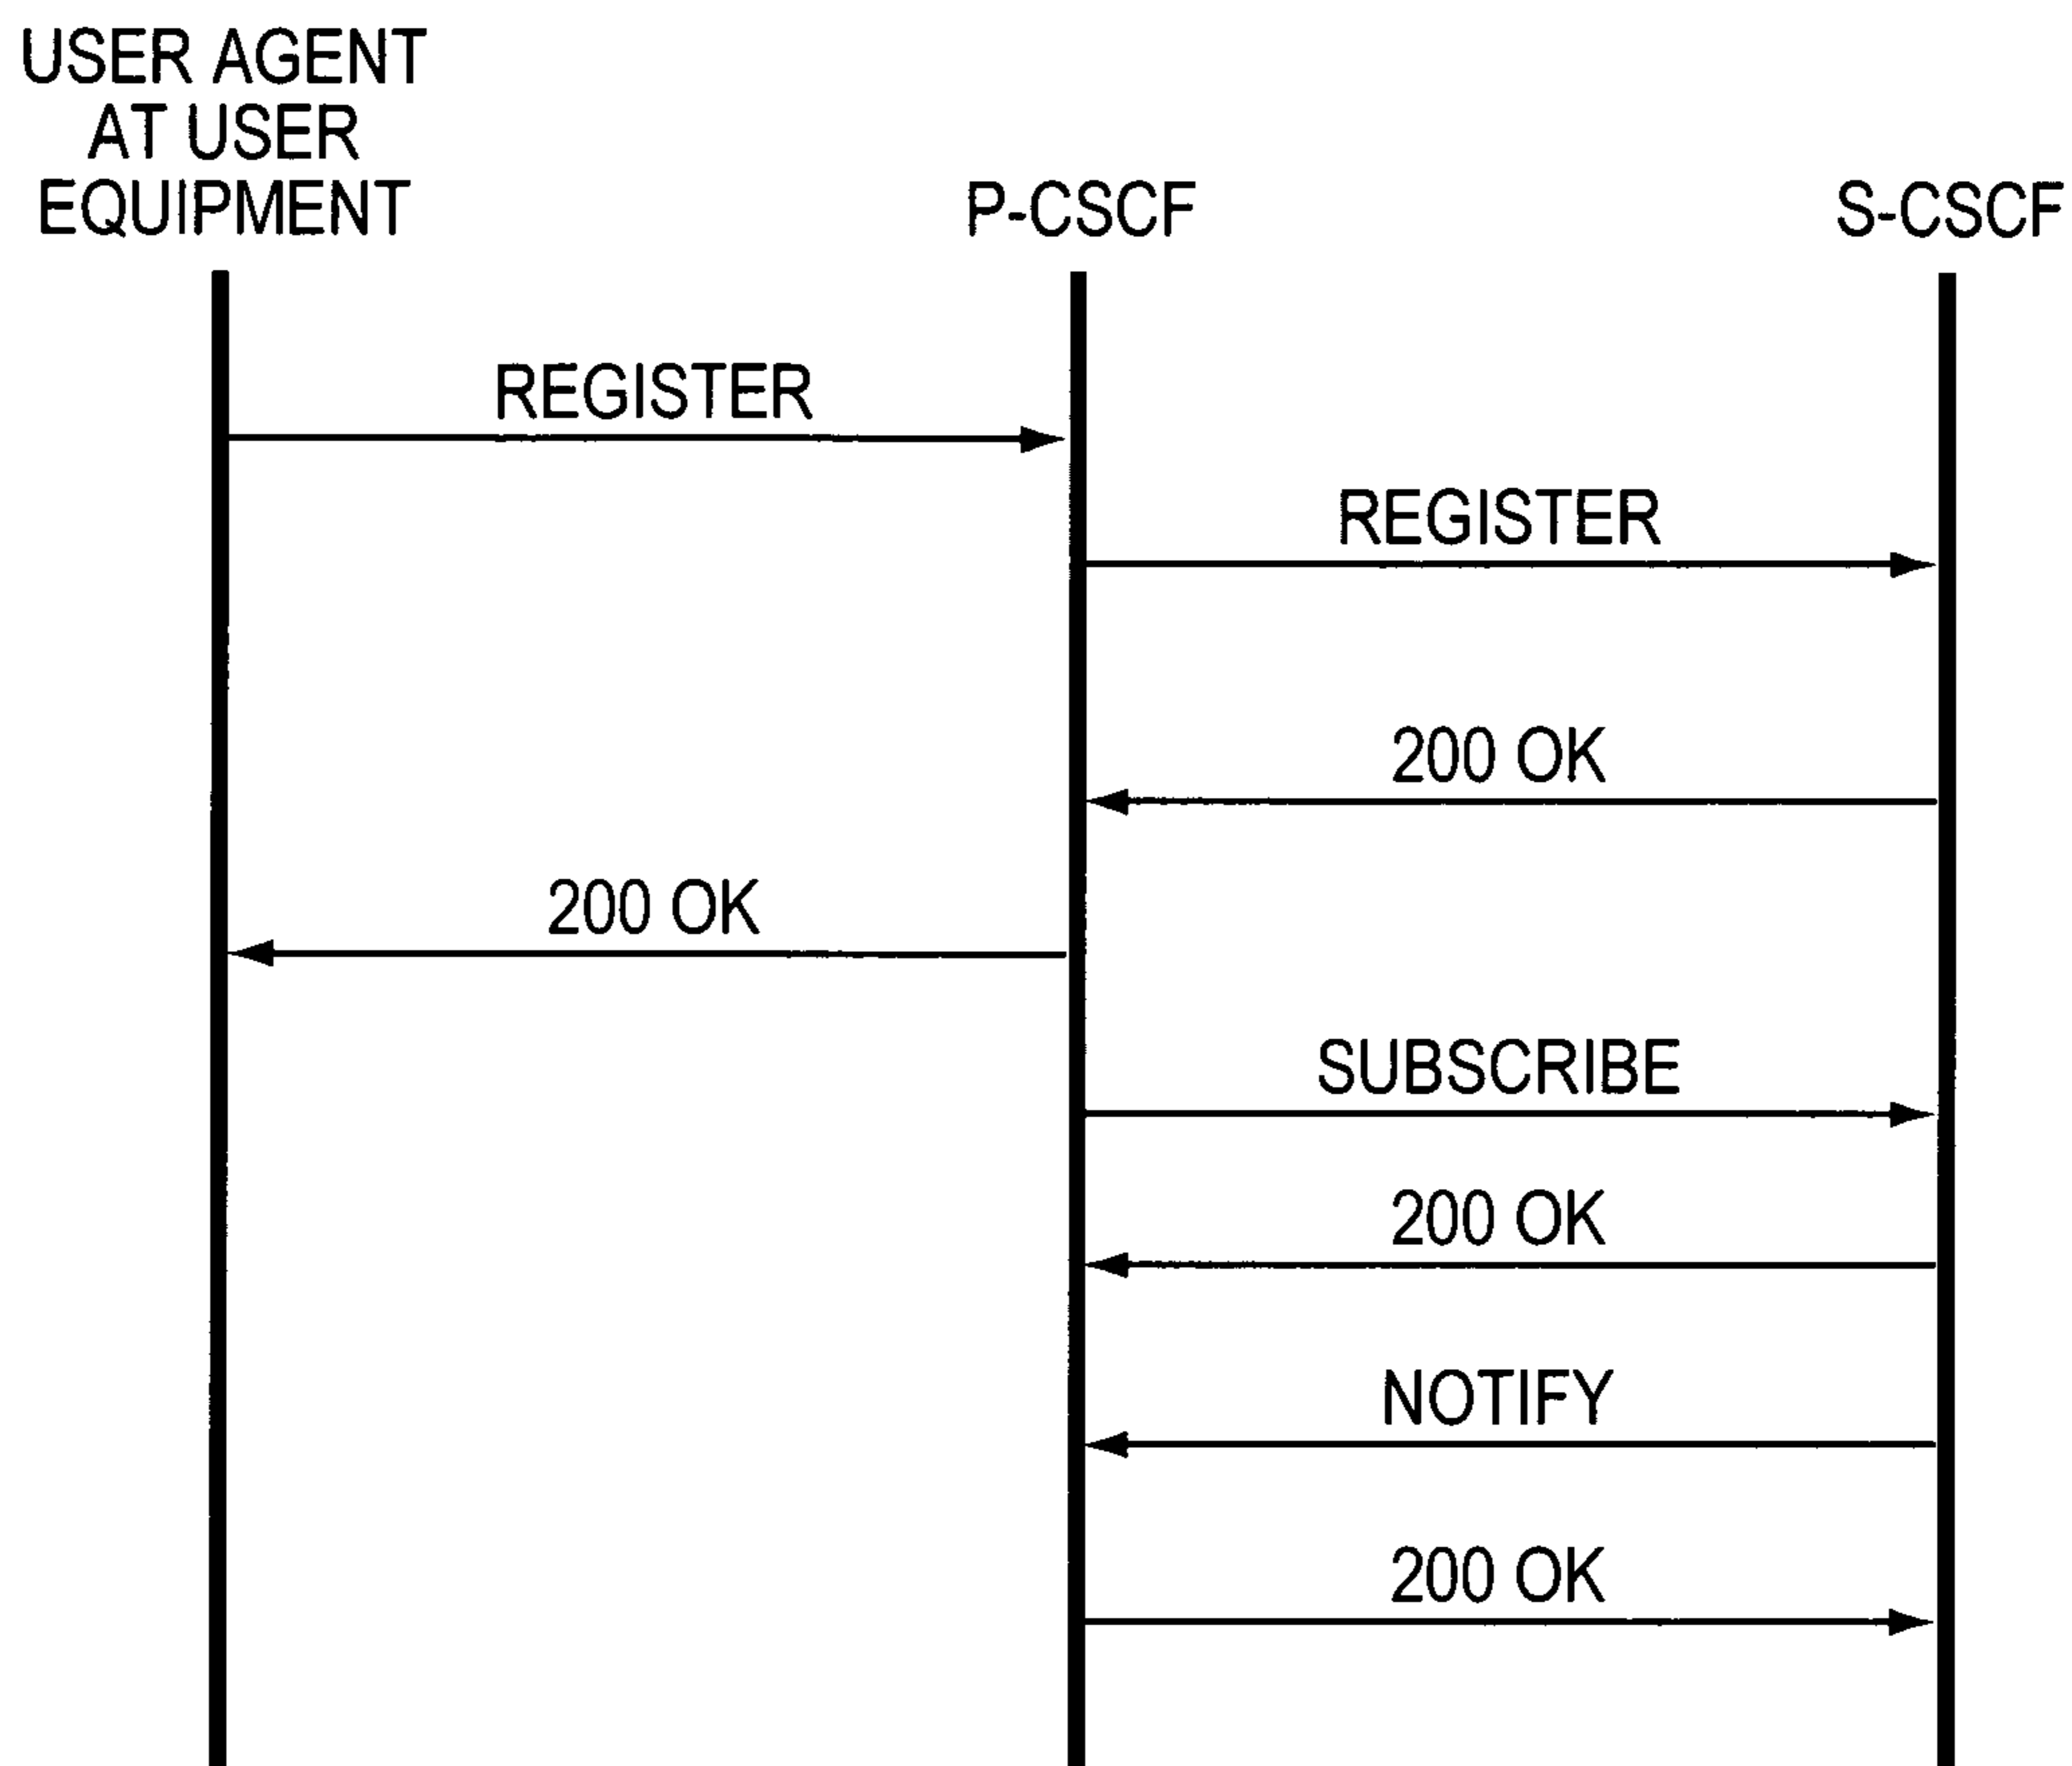 USER AGENT
AT USER
EQUIPMENT
P-CSCF
S-CSCF
REGISTER
REGISTER
200 OK
200 OK
SUBSCRIBE
200 OK
NOTIFY
200 OK